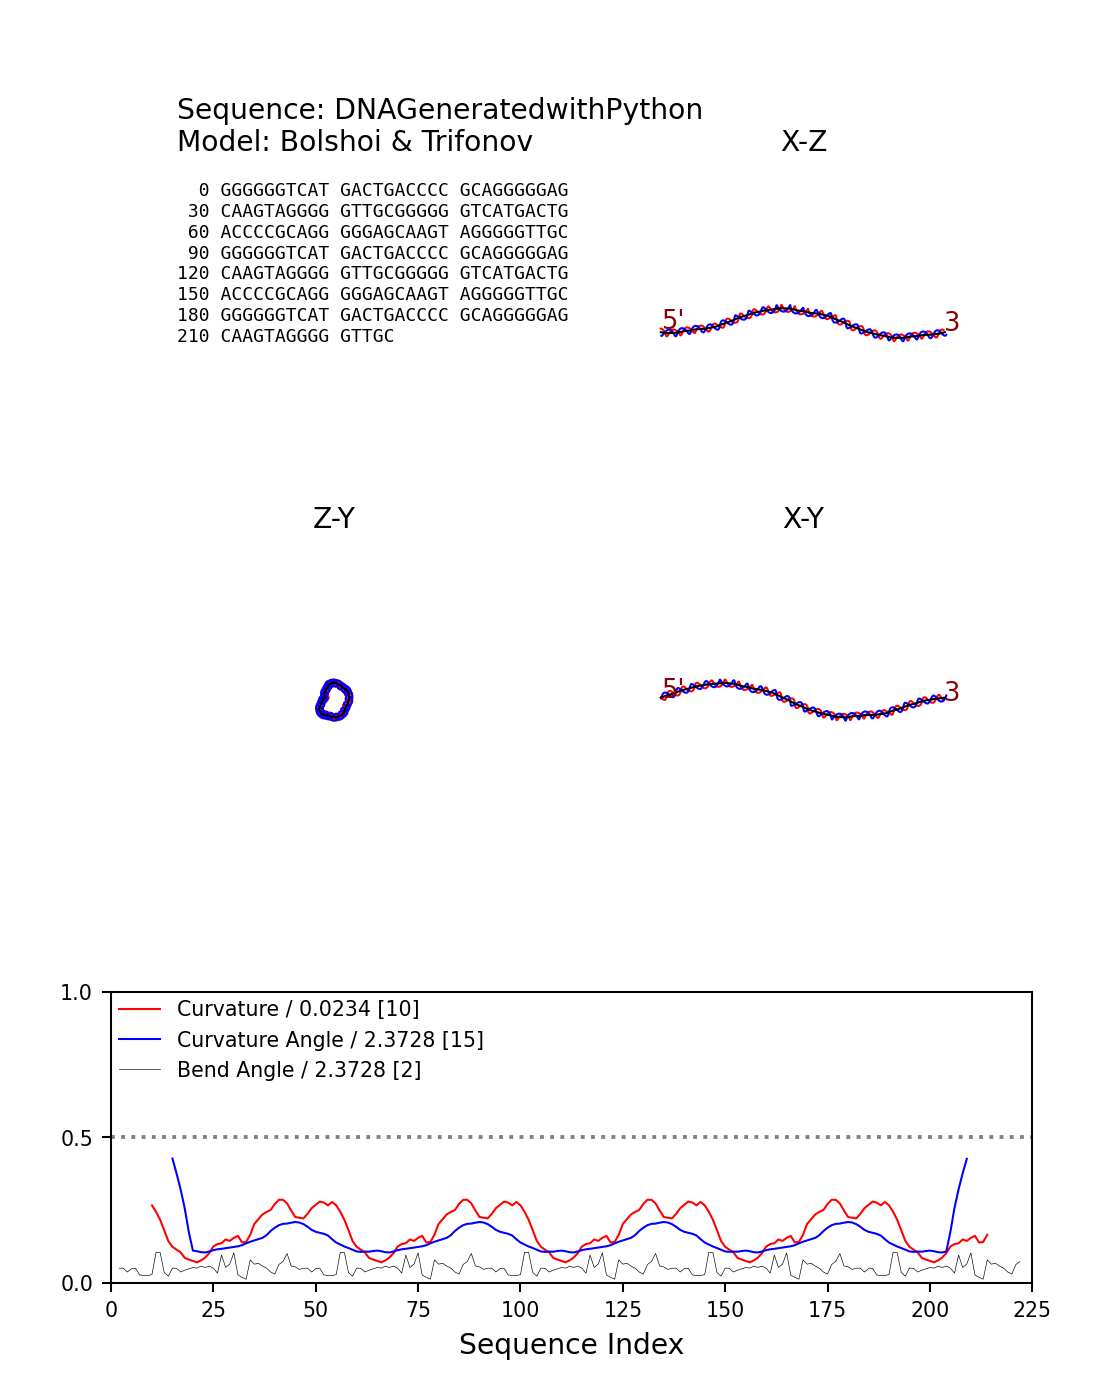 Sequence: DNAGeneratedwithPython
Model: Bolshoi & Trifonov
X-Z
0 GGGGGGTCAT GACTGACCCC GCAGGGGGAG
30 CAAGTAGGGG GTTGCGGGGG GTCATGACTG
60 ACCCCGCAGG GGGAGCAAGT AGGGGGTTGC
90 GGGGGGTCAT GACTGACCCC GCAGGGGGAG
120 CAAGTAGGGG GTTGCGGGGG GTCATGACTG
150 ACCCCGCAGG GGGAGCAAGT AGGGGGTTGC
180 GGGGGGTCAT GACTGACCCC GCAGGGGGAG
210 CAAGTAGGGG GTTGC
5'
3
Z-Y
X-Y
5'
3
1.0
Curvature / 0.0234 [10]
Curvature Angle / 2.3728 [15]
Bend Angle / 2.3728 [2]
0.5
0.0
0 25 50 75 100 125 150 175 200 225
Sequence Index